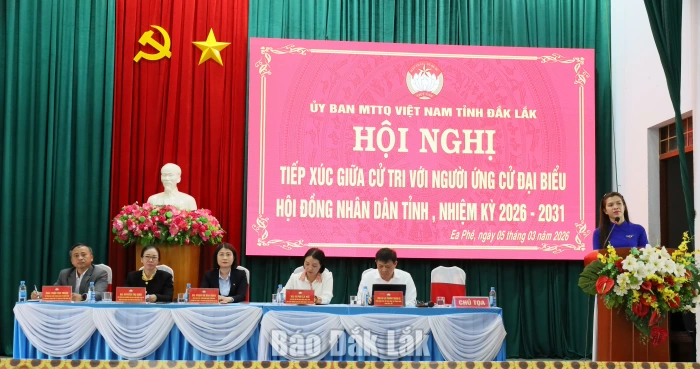 ỦY BAN MTTQ VIỆT NAM TỈNH ĐẮK LẮK
HỘI NGHỊ
TIẾP XÚC GIỮA CỬ TRI VỚI NGƯỜI ỨNG CỬ ĐẠI BIỂU
HỘI ĐỒNG NHÂN DÂN TỈNH , NHIỆM KỲ 2026 - 2031
Ea Phê, ngày 05 tháng 03 năm 2026
CHỦ TỌA
Báo Đắk Lắk